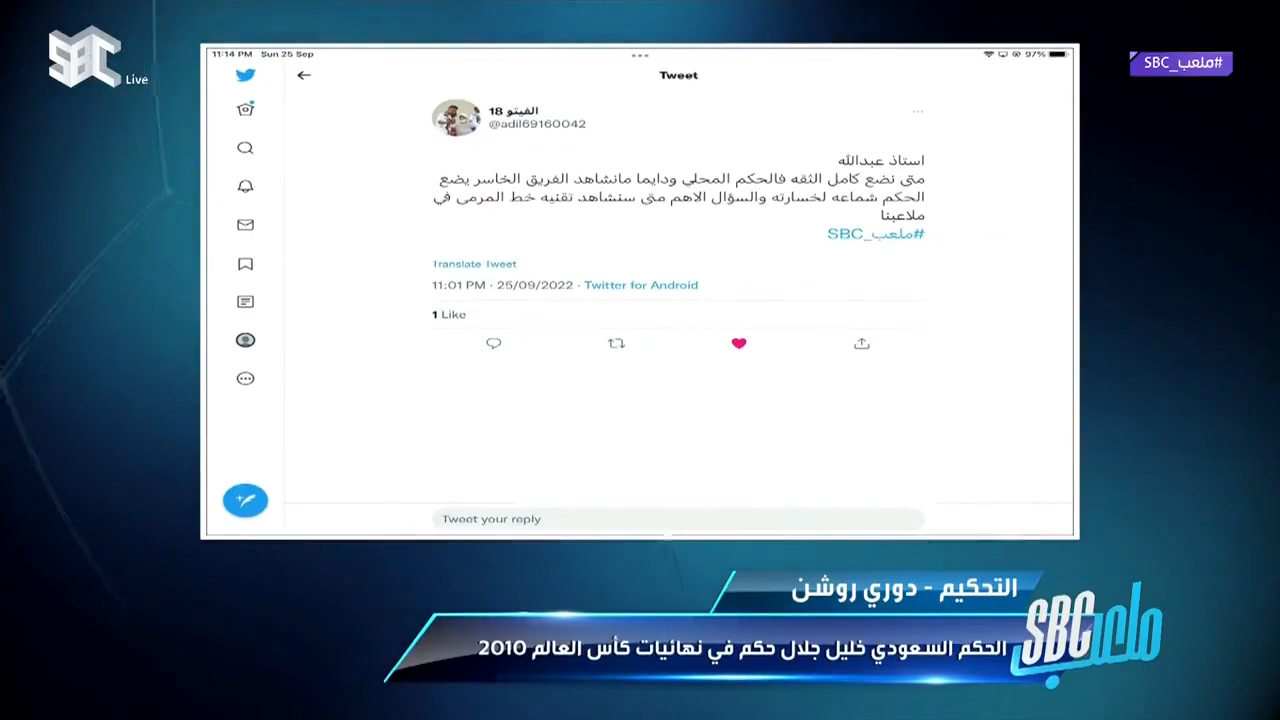 SBC Live
#ملعب_SBC
11:14 PM Sun 25 Sep
97%
Tweet
الفيتو 18
@adil69160042
استاذ عبدالله
متى نضع كامل الثقه فالحكم المحلي ودايما مانشاهد الفريق الخاسر يضع
الحكم شماعه لخسارته والسؤال الاهم متى سنشاهد تقنيه خط المرمى في
ملاعبنا
#ملعب_SBC
Translate Tweet
11:01 PM · 25/09/2022 · Twitter for Android
1 Like
Tweet your reply
التحكيم - دوري روشن
الحكم السعودي خليل جلال حكم في نهائيات كأس العالم 2010
ملعب SBC